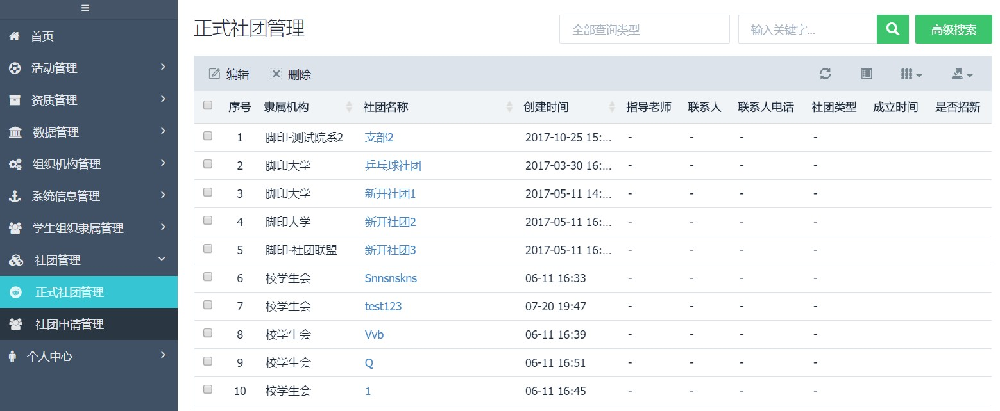 首页
活动管理
资质管理
数据管理
组织机构管理
系统信息管理
学生组织隶属管理
社团管理
正式社团管理
社团申请管理
个人中心
正式社团管理
全部查询类型
输入关键字...
高级搜索
编辑 删除
序号 隶属机构 社团名称 创建时间 指导老师 联系人 联系人电话 社团类型 成立时间 是否招新
1 脚印-测试院系2 支部2 2017-10-25 15:... - - - -
2 脚印大学 乒乓球社团 2017-03-30 16:... - - - -
3 脚印大学 新开社团1 2017-05-11 14:... - - - -
4 脚印大学 新开社团2 2017-05-11 16:... - - - -
5 脚印-社团联盟 新开社团3 2017-05-11 16:... - - - -
6 校学生会 Snnsnskns 06-11 16:33 - - - -
7 校学生会 test123 07-20 19:47 - - - -
8 校学生会 Vvb 06-11 16:39 - - - -
9 校学生会 Q 06-11 16:51 - - - -
10 校学生会 1 06-11 16:45 - - - -